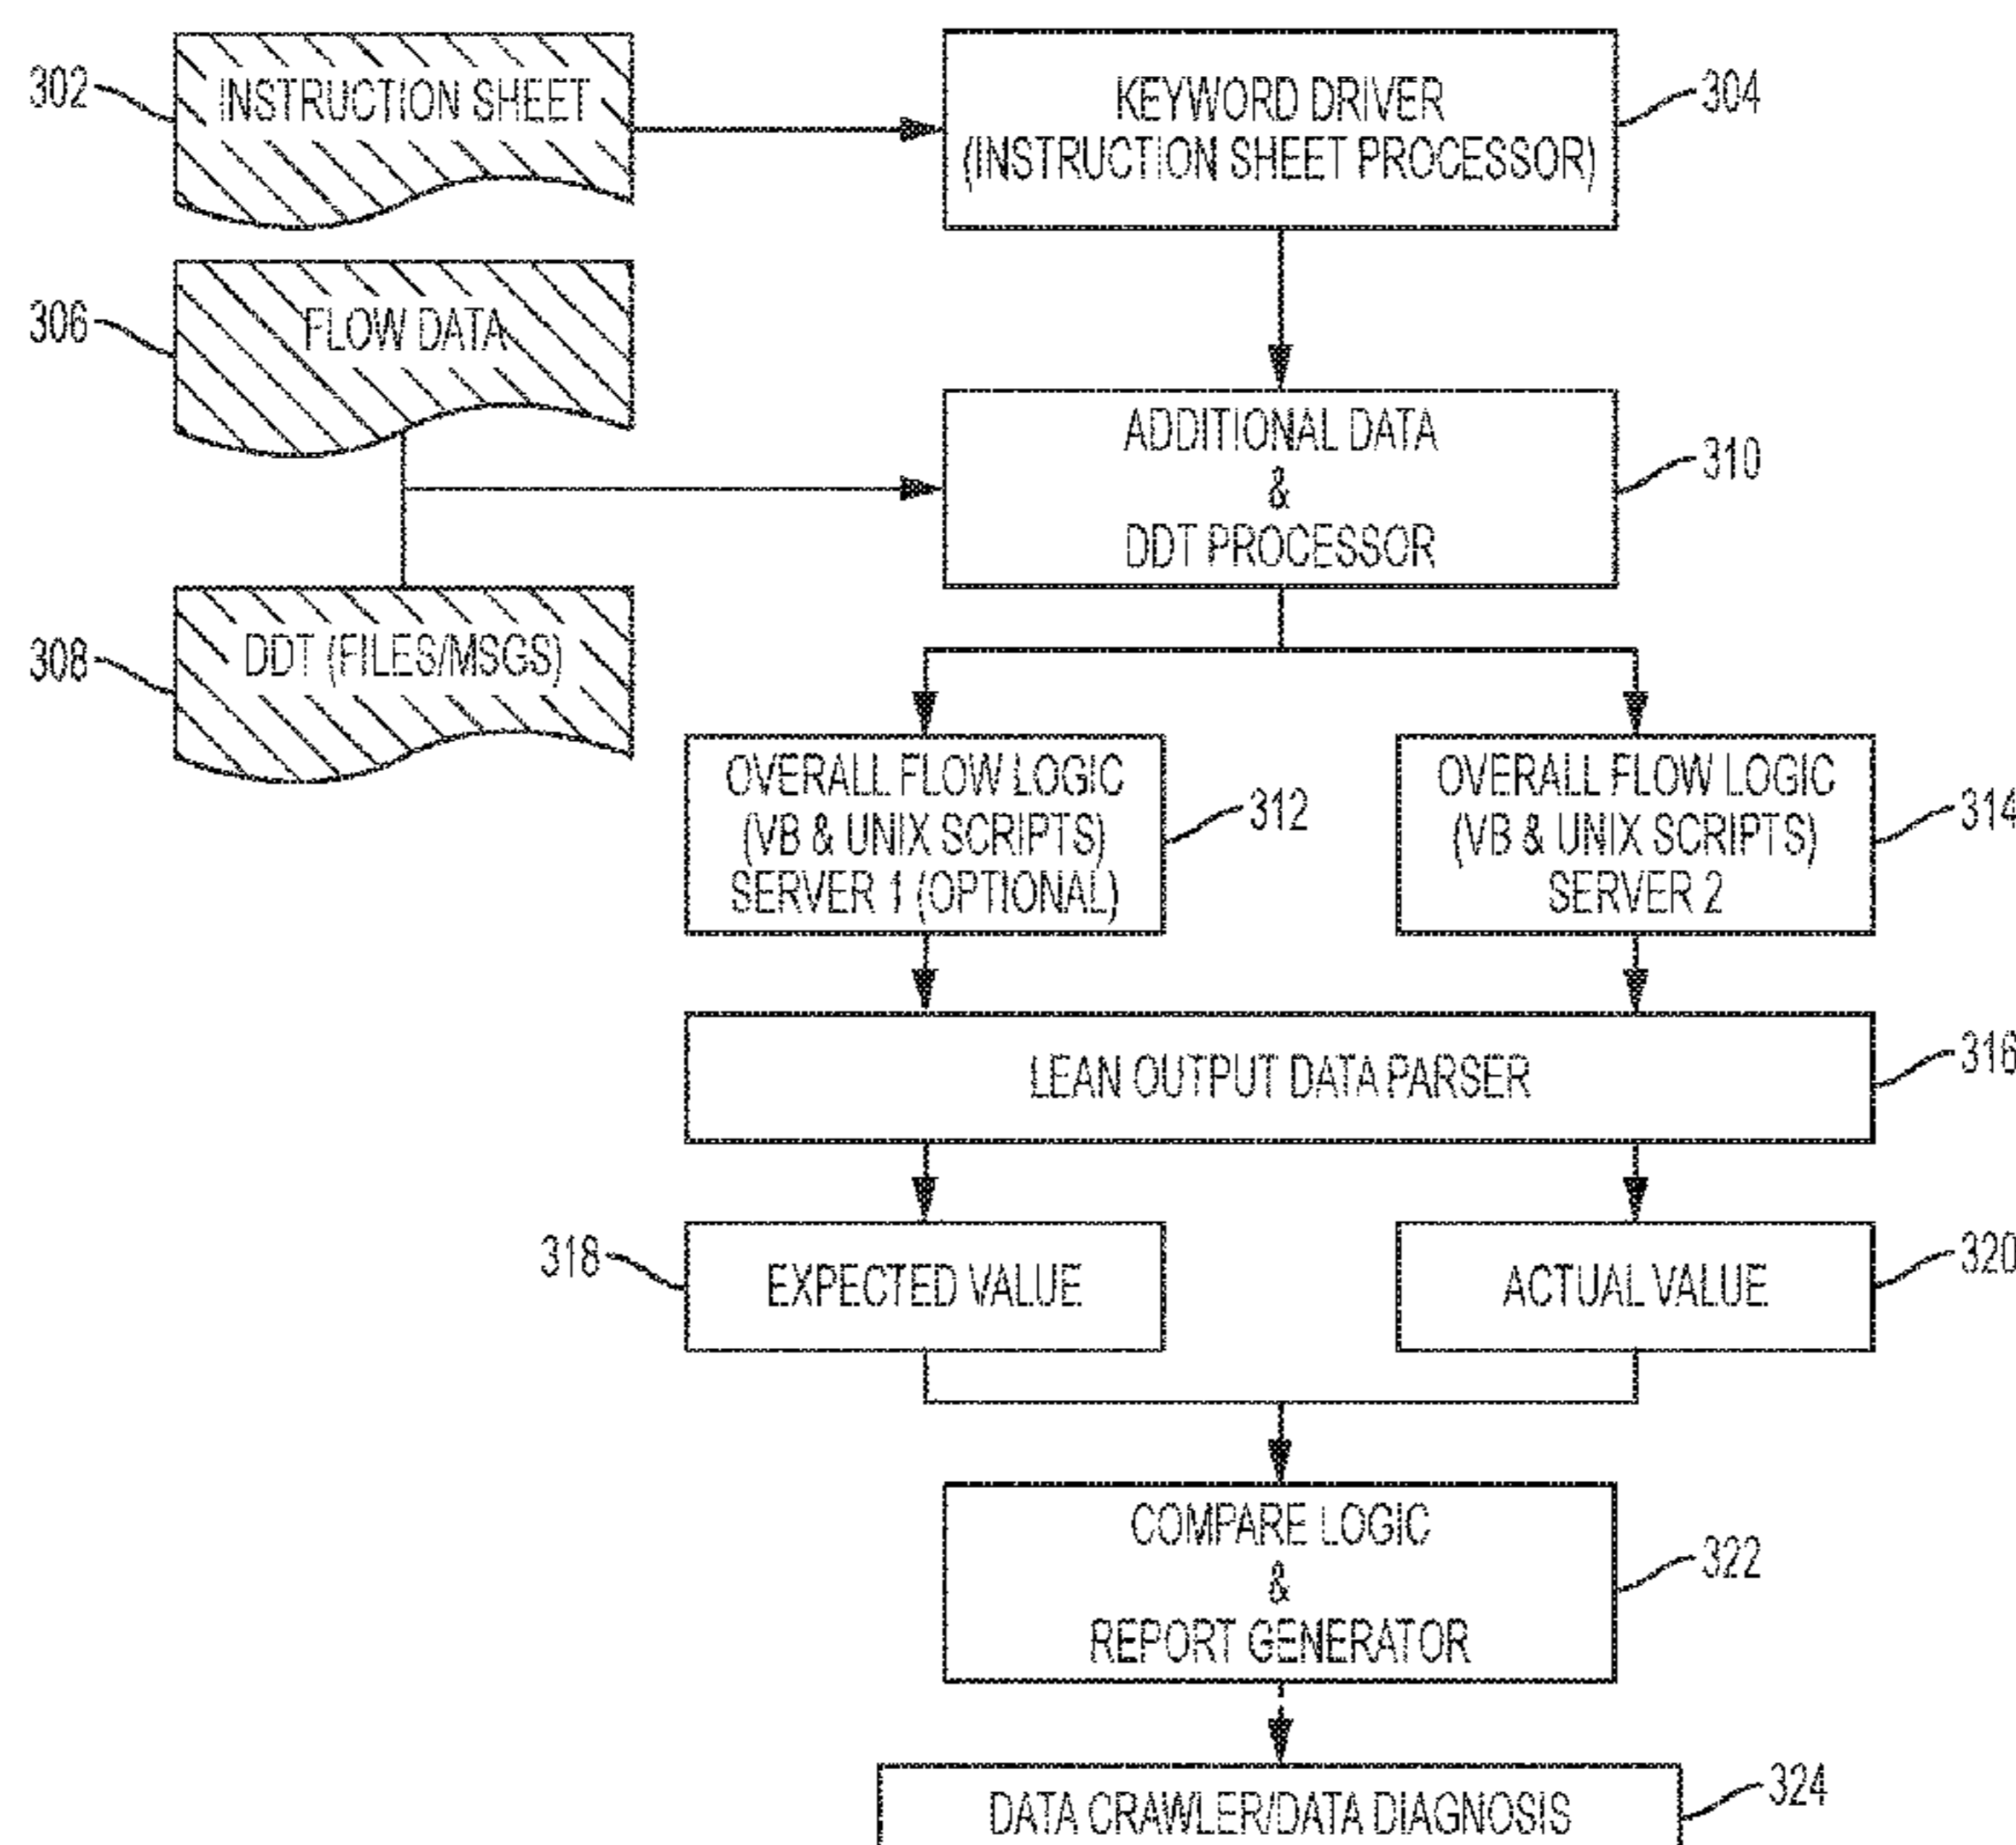 302
INSTRUCTION SHEET
KEYWORD DRIVER
(INSTRUCTION SHEET PROCESSOR)
304
306
FLOW DATA
ADDITIONAL DATA
&
DDT PROCESSOR
310
308
DDT (FILES/MSGS)
OVERALL FLOW LOGIC
(VB & UNIX SCRIPTS)
SERVER 1 (OPTIONAL)
312
OVERALL FLOW LOGIC
(VB & UNIX SCRIPTS)
SERVER 2
314
LEAN OUTPUT DATA PARSER
316
318
EXPECTED VALUE
ACTUAL VALUE
320
COMPARE LOGIC
&
REPORT GENERATOR
322
DATA CRAWLER/DATA DIAGNOSIS
324